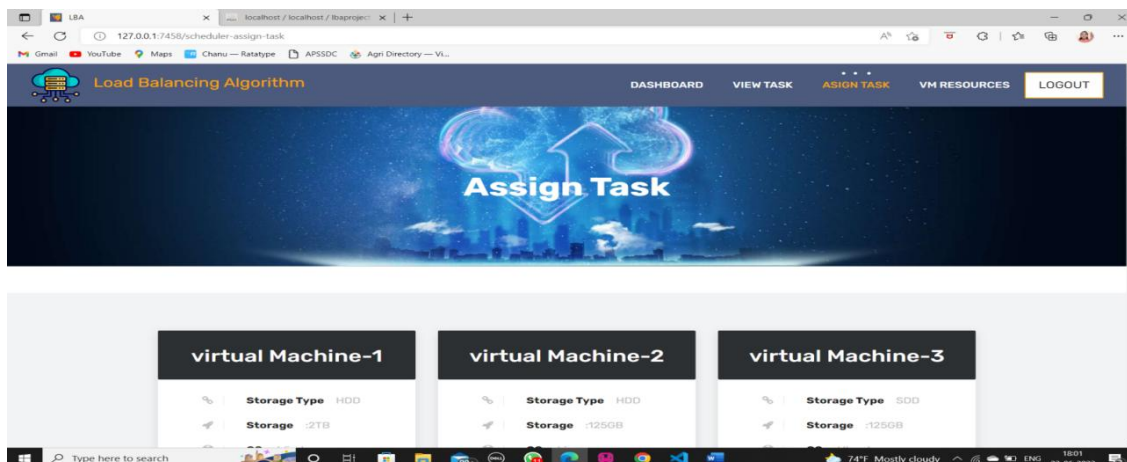 LBA
localhost / localhost / lbaproject
127.0.0.1:7458/scheduler-assign-task
Gmail YouTube Maps Chanu — Ratatype APSSDC Agri Directory — Vi...
Load Balancing Algorithm
DASHBOARD VIEW TASK ASIGN TASK VM RESOURCES LOGOUT
Assign Task
virtual Machine-1 virtual Machine-2 virtual Machine-3
Storage Type HDD Storage Type HDD Storage Type SDD
Storage :2TB Storage :125GB Storage :125GB
Type here to search
74°F Mostly cloudy ENG 18:01